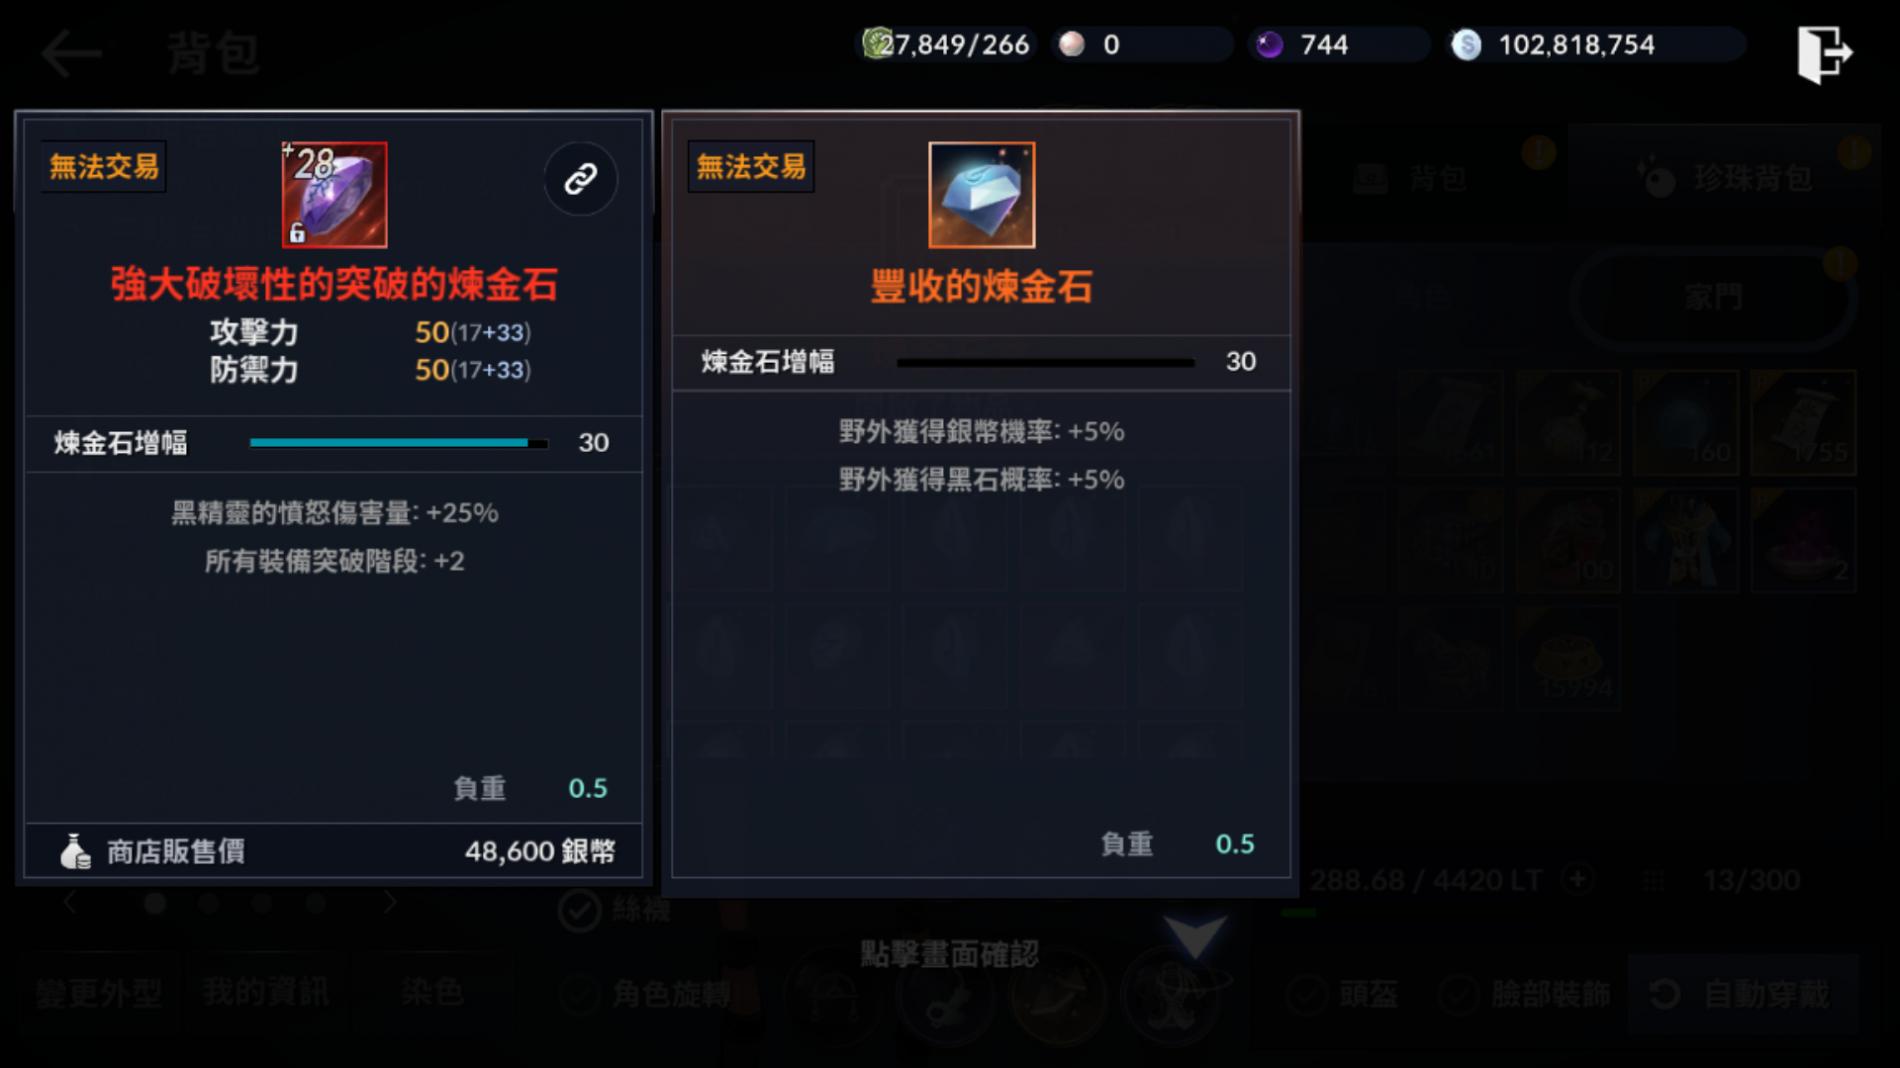 背包
27,849/266
0
744
102,818,754
無法交易
+28
強大破壞性的突破的煉金石
攻擊力 50(17+33)
防禦力 50(17+33)
煉金石增幅 30
黑精靈的憤怒傷害量: +25%
所有裝備突破階段: +2
負重 0.5
商店販售價 48,600 銀幣
無法交易
豐收的煉金石
煉金石增幅 30
野外獲得銀幣機率: +5%
野外獲得黑石概率: +5%
負重 0.5
背包
珍珠背包
家門
112
160
1755
100
2
15994
288.68 / 4420 LT
13/300
絲襪
點擊畫面確認
變更外型
我的資訊
染色
角色旋轉
頭盔
臉部裝飾
自動穿戴